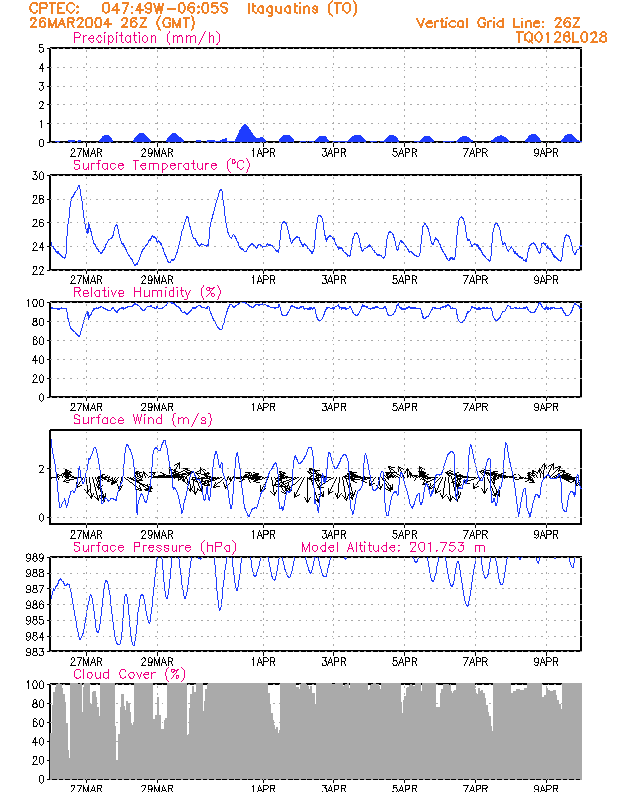 CPTEC: 047:49W-06:05S Itaguatins (TO)
26MAR2004 26Z (GMT) Vertical Grid Line: 26Z
Precipitation (mm/h) TQ0126L028
5
4
3
2
1
0
27MAR 29MAR 1APR 3APR 5APR 7APR 9APR
Surface Temperature (°C)
30
28
26
24
22
27MAR 29MAR 1APR 3APR 5APR 7APR 9APR
Relative Humidity (%)
100
80
60
40
20
0
27MAR 29MAR 1APR 3APR 5APR 7APR 9APR
Surface Wind (m/s)
2
0
27MAR 29MAR 1APR 3APR 5APR 7APR 9APR
Surface Pressure (hPa) Model Altitude: 201.753 m
989
988
987
986
985
984
983
27MAR 29MAR 1APR 3APR 5APR 7APR 9APR
Cloud Cover (%)
100
80
60
40
20
0
27MAR 29MAR 1APR 3APR 5APR 7APR 9APR